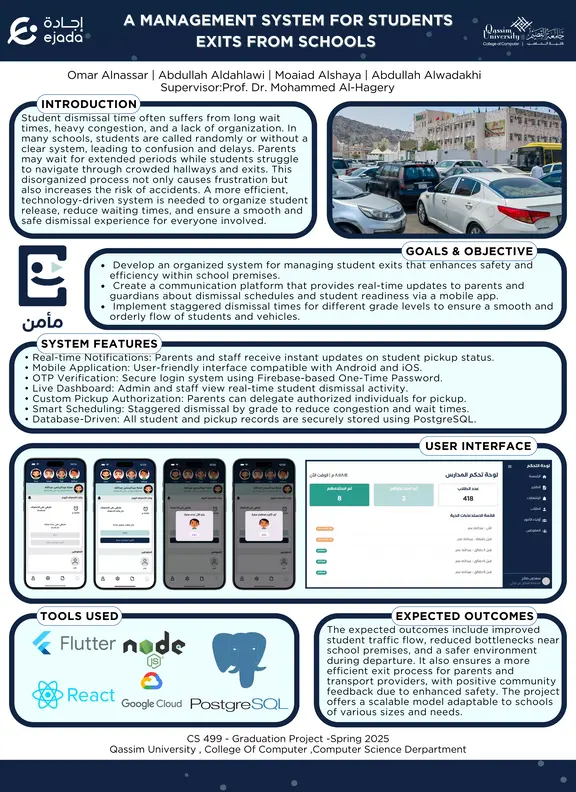 إجادة
ejada
A MANAGEMENT SYSTEM FOR STUDENTS
EXITS FROM SCHOOLS
Qassim
University
College of Computer
Omar Alnassar | Abdullah Aldahlawi | Moaiad Alshaya | Abdullah Alwadakhi
Supervisor:Prof. Dr. Mohammed Al-Hagery
INTRODUCTION
Student dismissal time often suffers from long wait
times, heavy congestion, and a lack of organization. In
many schools, students are called randomly or without a
clear system, leading to confusion and delays. Parents
may wait for extended periods while students struggle
to navigate through crowded hallways and exits. This
disorganized process not only causes frustration but
also increases the risk of accidents. A more efficient,
technology-driven system is needed to organize student
release, reduce waiting times, and ensure a smooth and
safe dismissal experience for everyone involved.
مأمن
GOALS & OBJECTIVE
• Develop an organized system for managing student exits that enhances safety and
efficiency within school premises.
• Create a communication platform that provides real-time updates to parents and
guardians about dismissal schedules and student readiness via a mobile app.
• Implement staggered dismissal times for different grade levels to ensure a smooth and
orderly flow of students and vehicles.
SYSTEM FEATURES
• Real-time Notifications: Parents and staff receive instant updates on student pickup status.
• Mobile Application: User-friendly interface compatible with Android and iOS.
• OTP Verification: Secure login system using Firebase-based One-Time Password.
• Live Dashboard: Admin and staff view real-time student dismissal activity.
• Custom Pickup Authorization: Parents can delegate authorized individuals for pickup.
• Smart Scheduling: Staggered dismissal by grade to reduce congestion and wait times.
• Database-Driven: All student and pickup records are securely stored using PostgreSQL.
USER INTERFACE
لوحة التحكم
لوحة تحكم المدارس
عدد الطلاب
418
2
8
TOOLS USED
Flutter
node
JS
React
Google Cloud
PostgreSQL
EXPECTED OUTCOMES
The expected outcomes include improved
student traffic flow, reduced bottlenecks near
school premises, and a safer environment
during departure. It also ensures a more
efficient exit process for parents and
transport providers, with positive community
feedback due to enhanced safety. The project
offers a scalable model adaptable to schools
of various sizes and needs.
CS 499 - Graduation Project -Spring 2025
Qassim University , College Of Computer ,Computer Science Derpartment